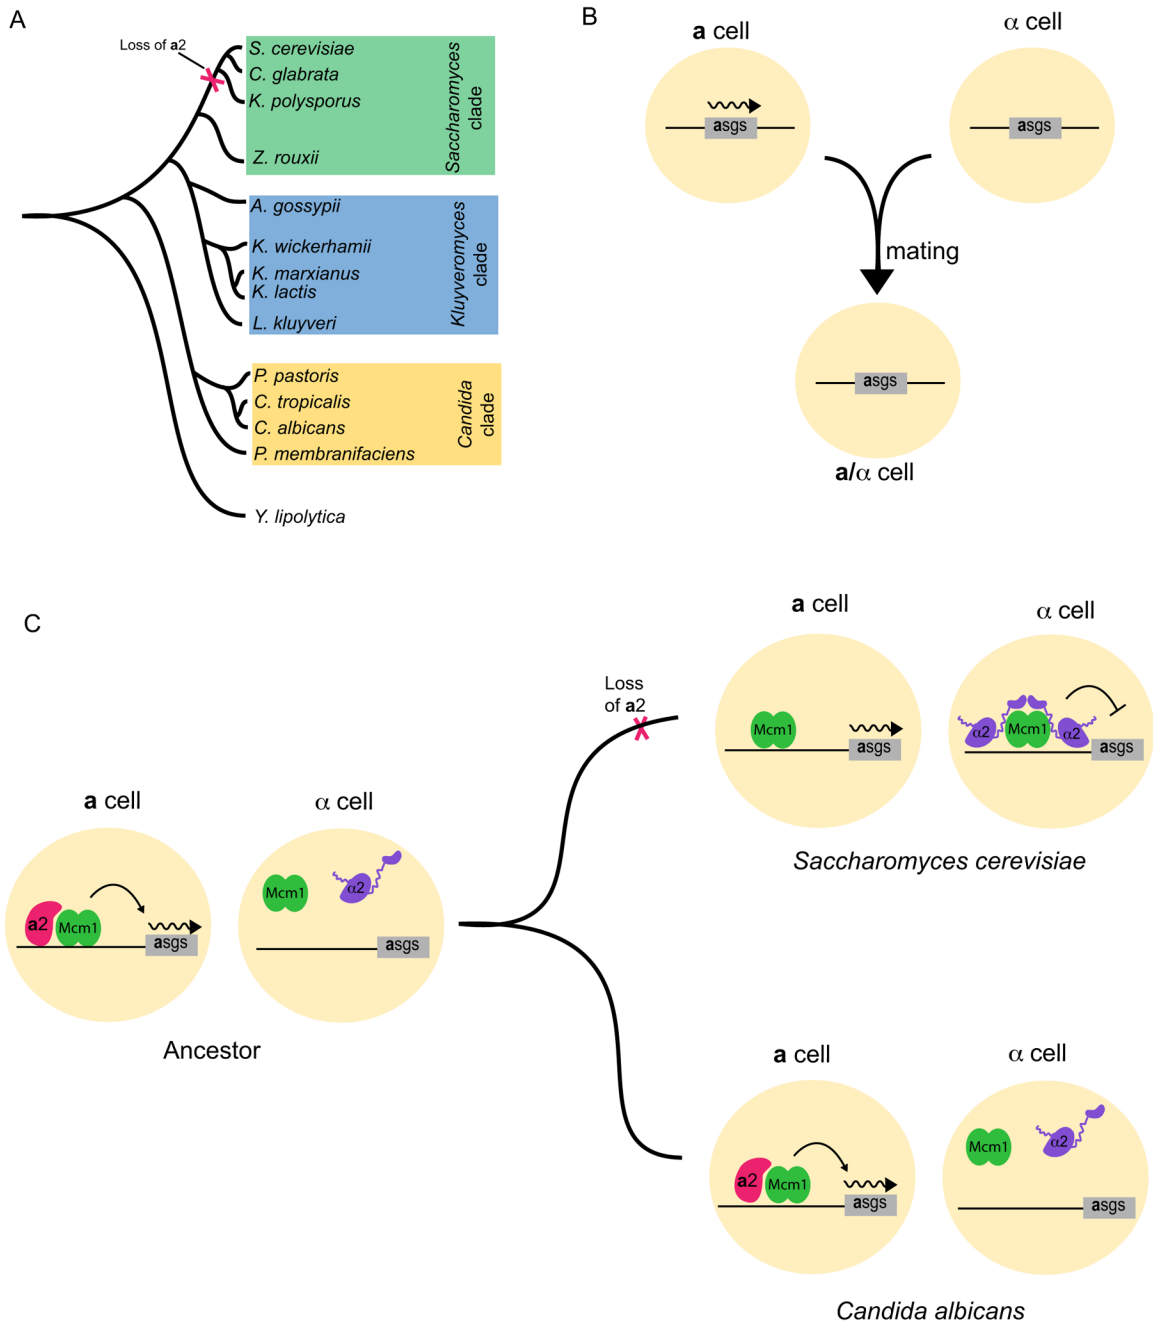 A
Loss of a2
S. cerevisiae
C. glabrata
K. polysporus
Z. rouxii
Saccharomyces
clade
A. gossypii
K. wickerhamii
K. marxianus
K. lactis
L. kluyveri
Kluyveromyces
clade
P. pastoris
C. tropicalis
C. albicans
P. membranifaciens
Candida
clade
Y. lipolytica
B
a cell
α cell
asgs
asgs
mating
asgs
a/α cell
C
a cell
α cell
a2
Mcm1
asgs
Mcm1
α2
asgs
Ancestor
Loss
of a2
a cell
α cell
Mcm1
asgs
α2
Mcm1
α2
asgs
Saccharomyces cerevisiae
a cell
α cell
a2
Mcm1
asgs
Mcm1
α2
asgs
Candida albicans